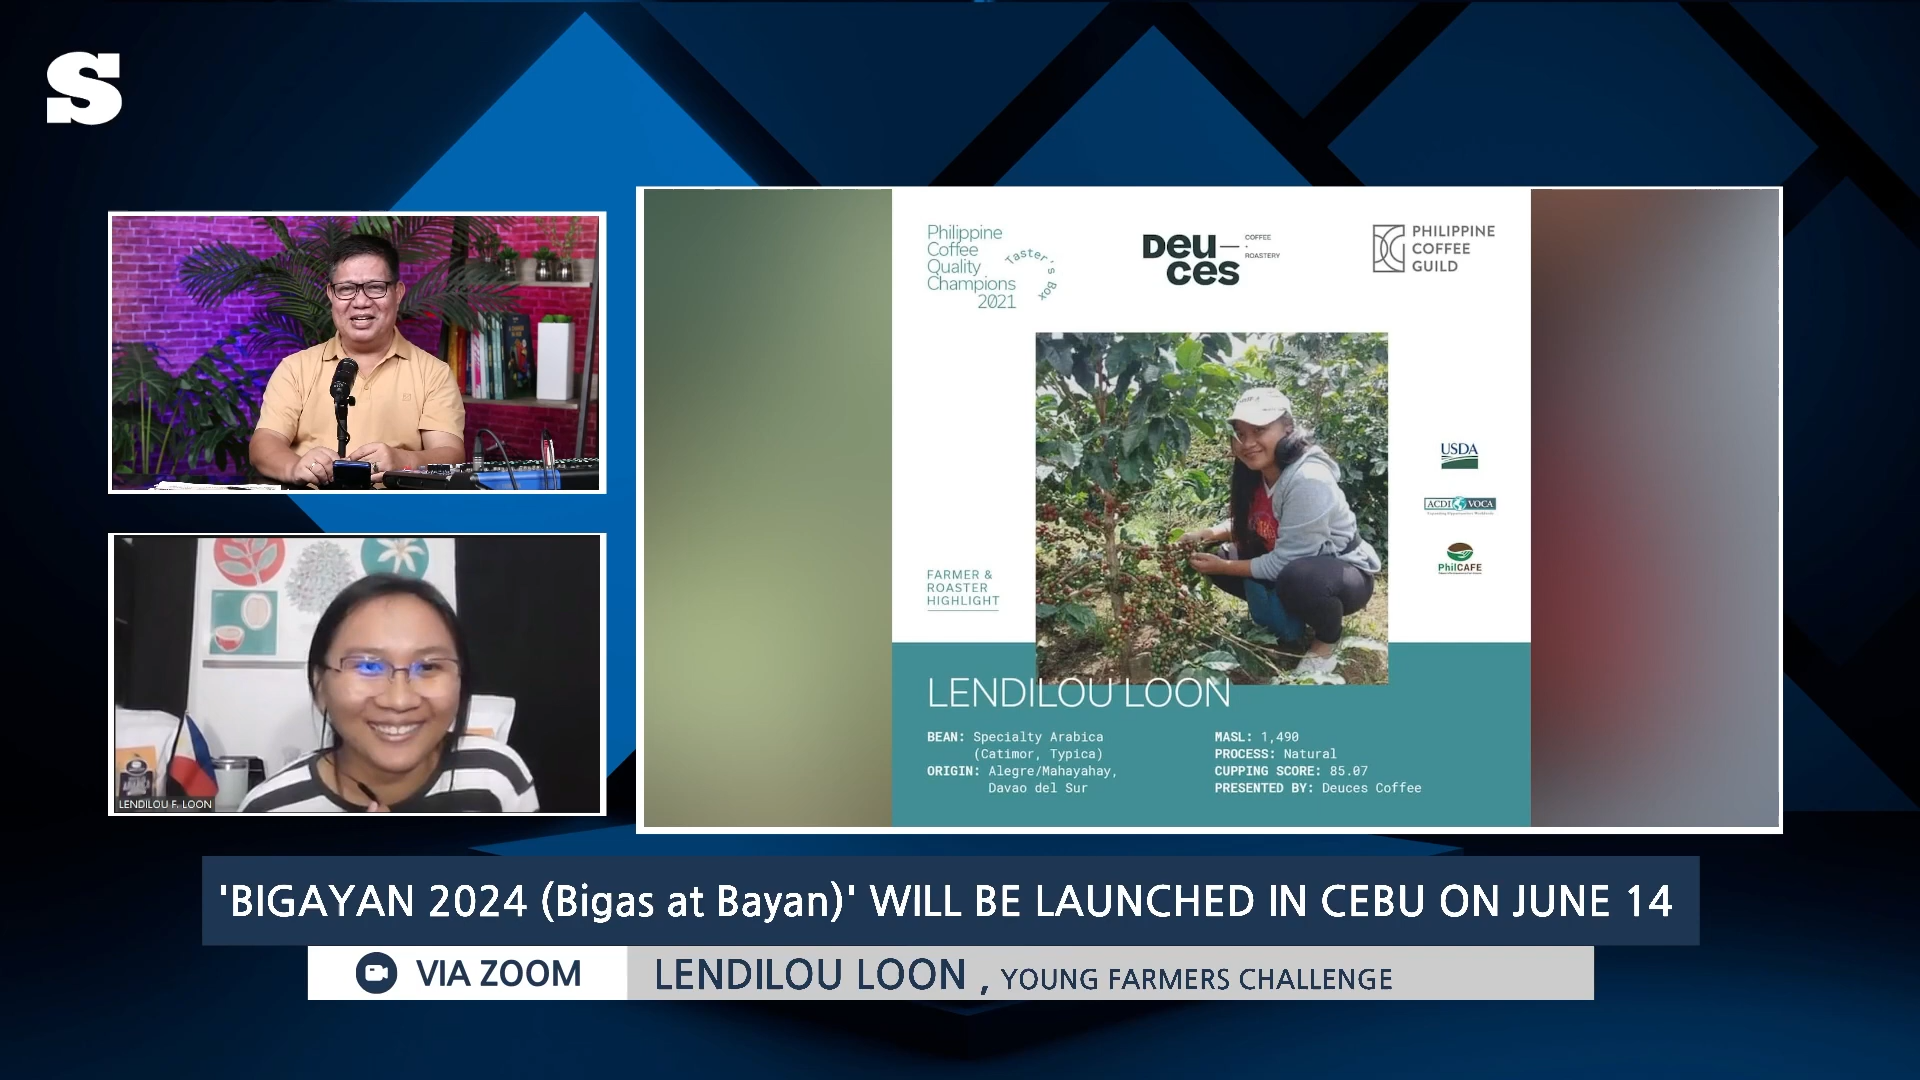 S
Philippine
Coffee
Quality
Champions
2021
Taster's Box
Deu—
ces
COFFEE
+
ROASTERY
PHILIPPINE
COFFEE
GUILD
USDA
ACDI VOCA
PhilCAFE
FARMER &
ROASTER
HIGHLIGHT
LENDILOU LOON
BEAN: Specialty Arabica
(Catimor, Typica)
ORIGIN: Alegre/Mahayahay,
Davao del Sur
MASL: 1,490
PROCESS: Natural
CUPPING SCORE: 85.07
PRESENTED BY: Deuces Coffee
LENDILOU F. LOON
'BIGAYAN 2024 (Bigas at Bayan)' WILL BE LAUNCHED IN CEBU ON JUNE 14
VIA ZOOM
LENDILOU LOON , YOUNG FARMERS CHALLENGE